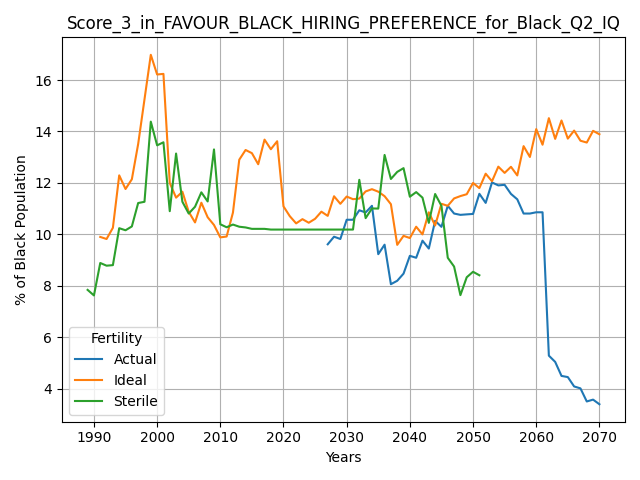 Score_3_in_FAVOUR_BLACK_HIRING_PREFERENCE_for_Black_Q2_IQ
% of Black Population
16
14
12
10
8
6
4
Fertility
Actual
Ideal
Sterile
1990 2000 2010 2020 2030 2040 2050 2060 2070
Years